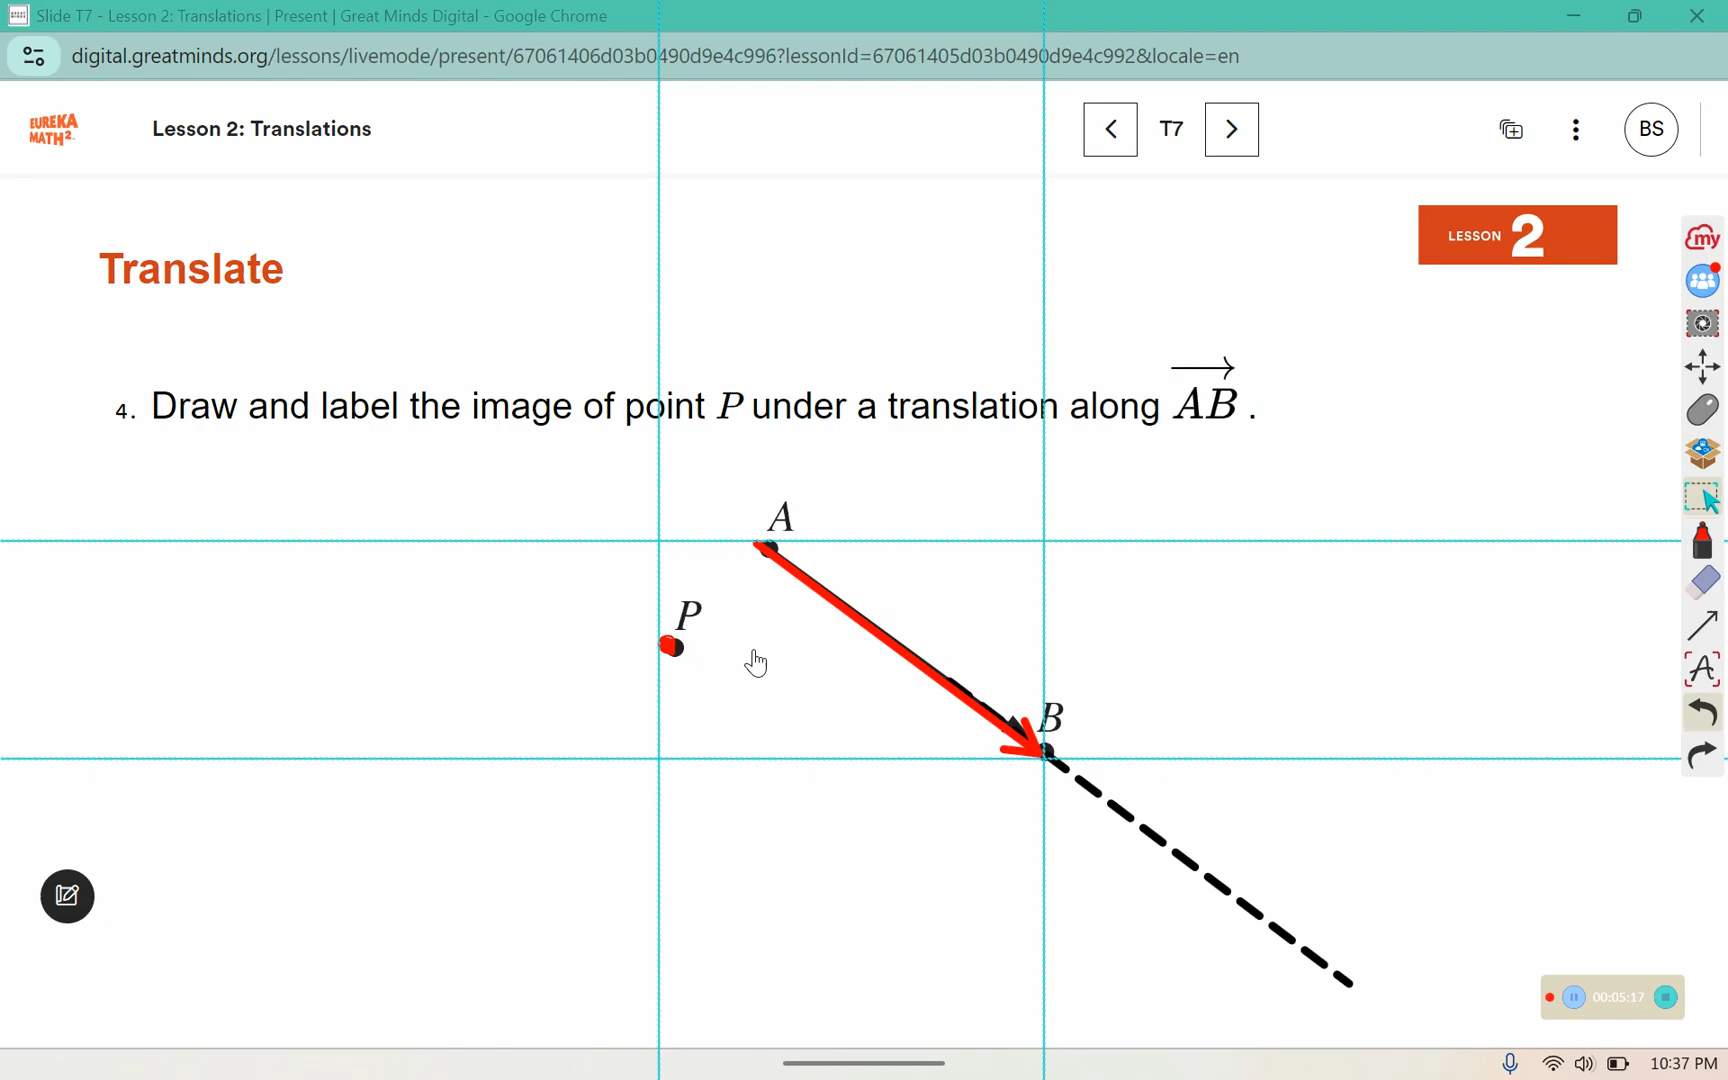 Slide T7 - Lesson 2: Translations | Present | Great Minds Digital - Google Chrome
digital.greatminds.org/lessons/livemode/present/67061406d03b0490d9e4c996?lessonId=67061405d03b0490d9e4c992&locale=en
EUREKA
MATH2
Lesson 2: Translations
T7
BS
LESSON 2
my
Translate
4. Draw and label the image of point P under a translation along AB.
A
P
B
A
00:05:17
10:37 PM